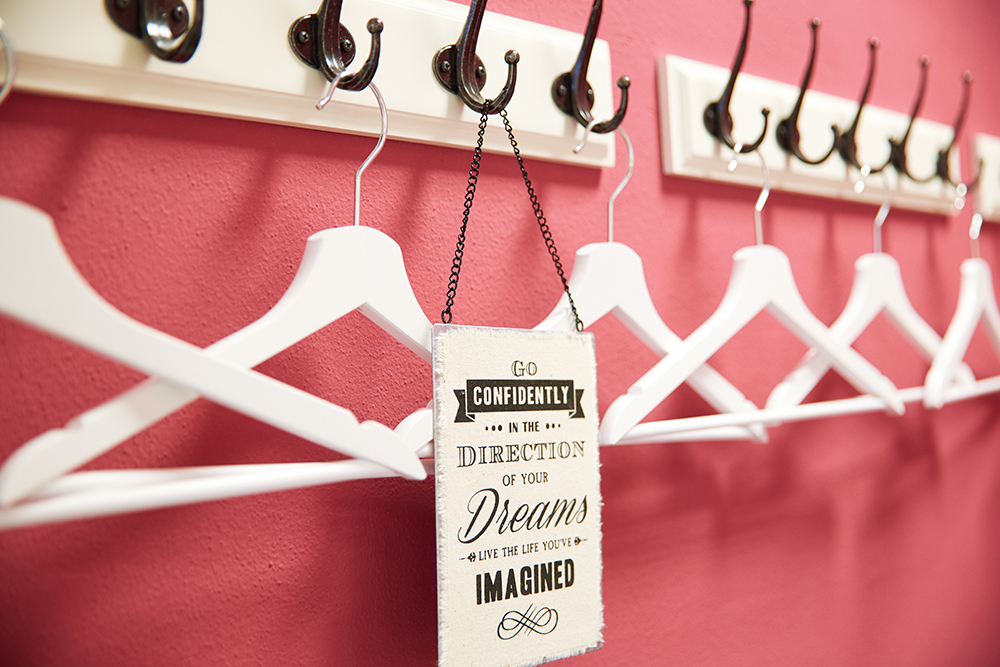 GO
CONFIDENTLY
IN THE
DIRECTION
OF YOUR
Dreams
LIVE THE LIFE YOU'VE
IMAGINED